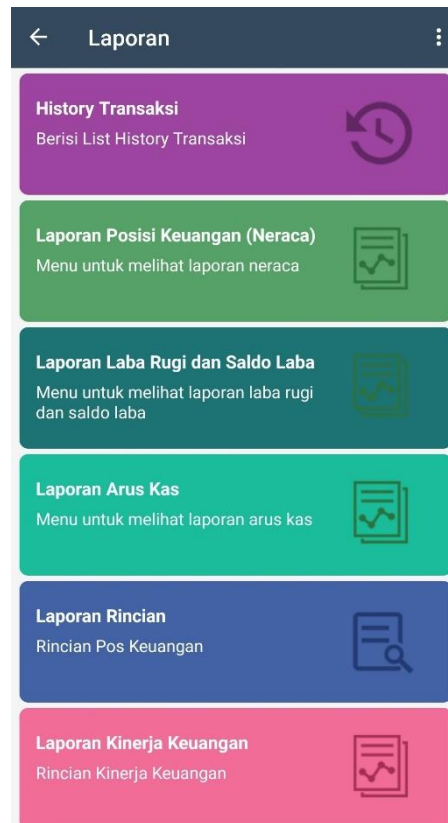 Laporan
History Transaksi
Berisi List History Transaksi
Laporan Posisi Keuangan (Neraca)
Menu untuk melihat laporan neraca
Laporan Laba Rugi dan Saldo Laba
Menu untuk melihat laporan laba rugi
dan saldo laba
Laporan Arus Kas
Menu untuk melihat laporan arus kas
Laporan Rincian
Rincian Pos Keuangan
Laporan Kinerja Keuangan
Rincian Kinerja Keuangan